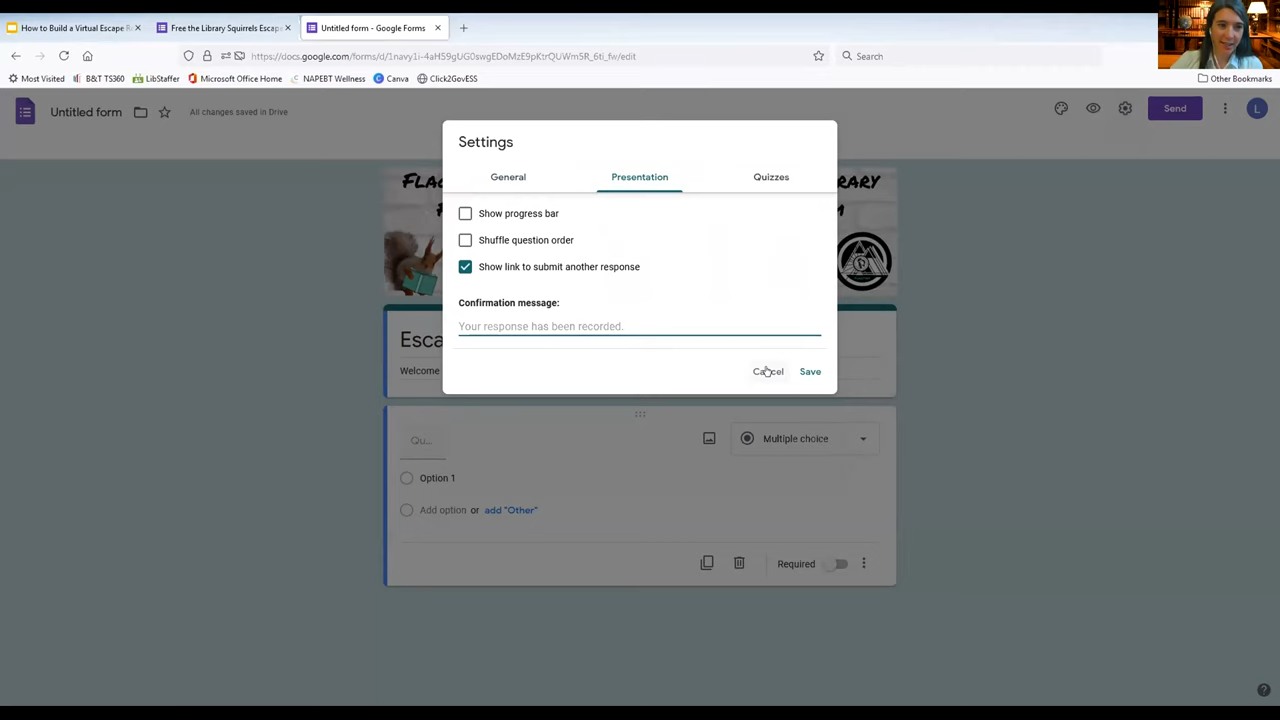 How to Build a Virtual Escape R
Free the Library Squirrels Escape
Untitled form - Google Forms
https://docs.google.com/forms/d/1navy1i-4aH59gUG0swgEDoMzE9pKtrQUWm5R_6ti_fw/edit
Search
Most Visited
B&T TS360
LibStaffer
Microsoft Office Home
NAPEBT Wellness
Canva
Click2GovESS
Other Bookmarks
Untitled form
All changes saved in Drive
Send
L
Settings
General
Presentation
Quizzes
Show progress bar
Shuffle question order
Show link to submit another response
Confirmation message:
Your response has been recorded.
Cancel
Save
Esca
Welcome
Qu...
Multiple choice
Option 1
Add option or add "Other"
Required